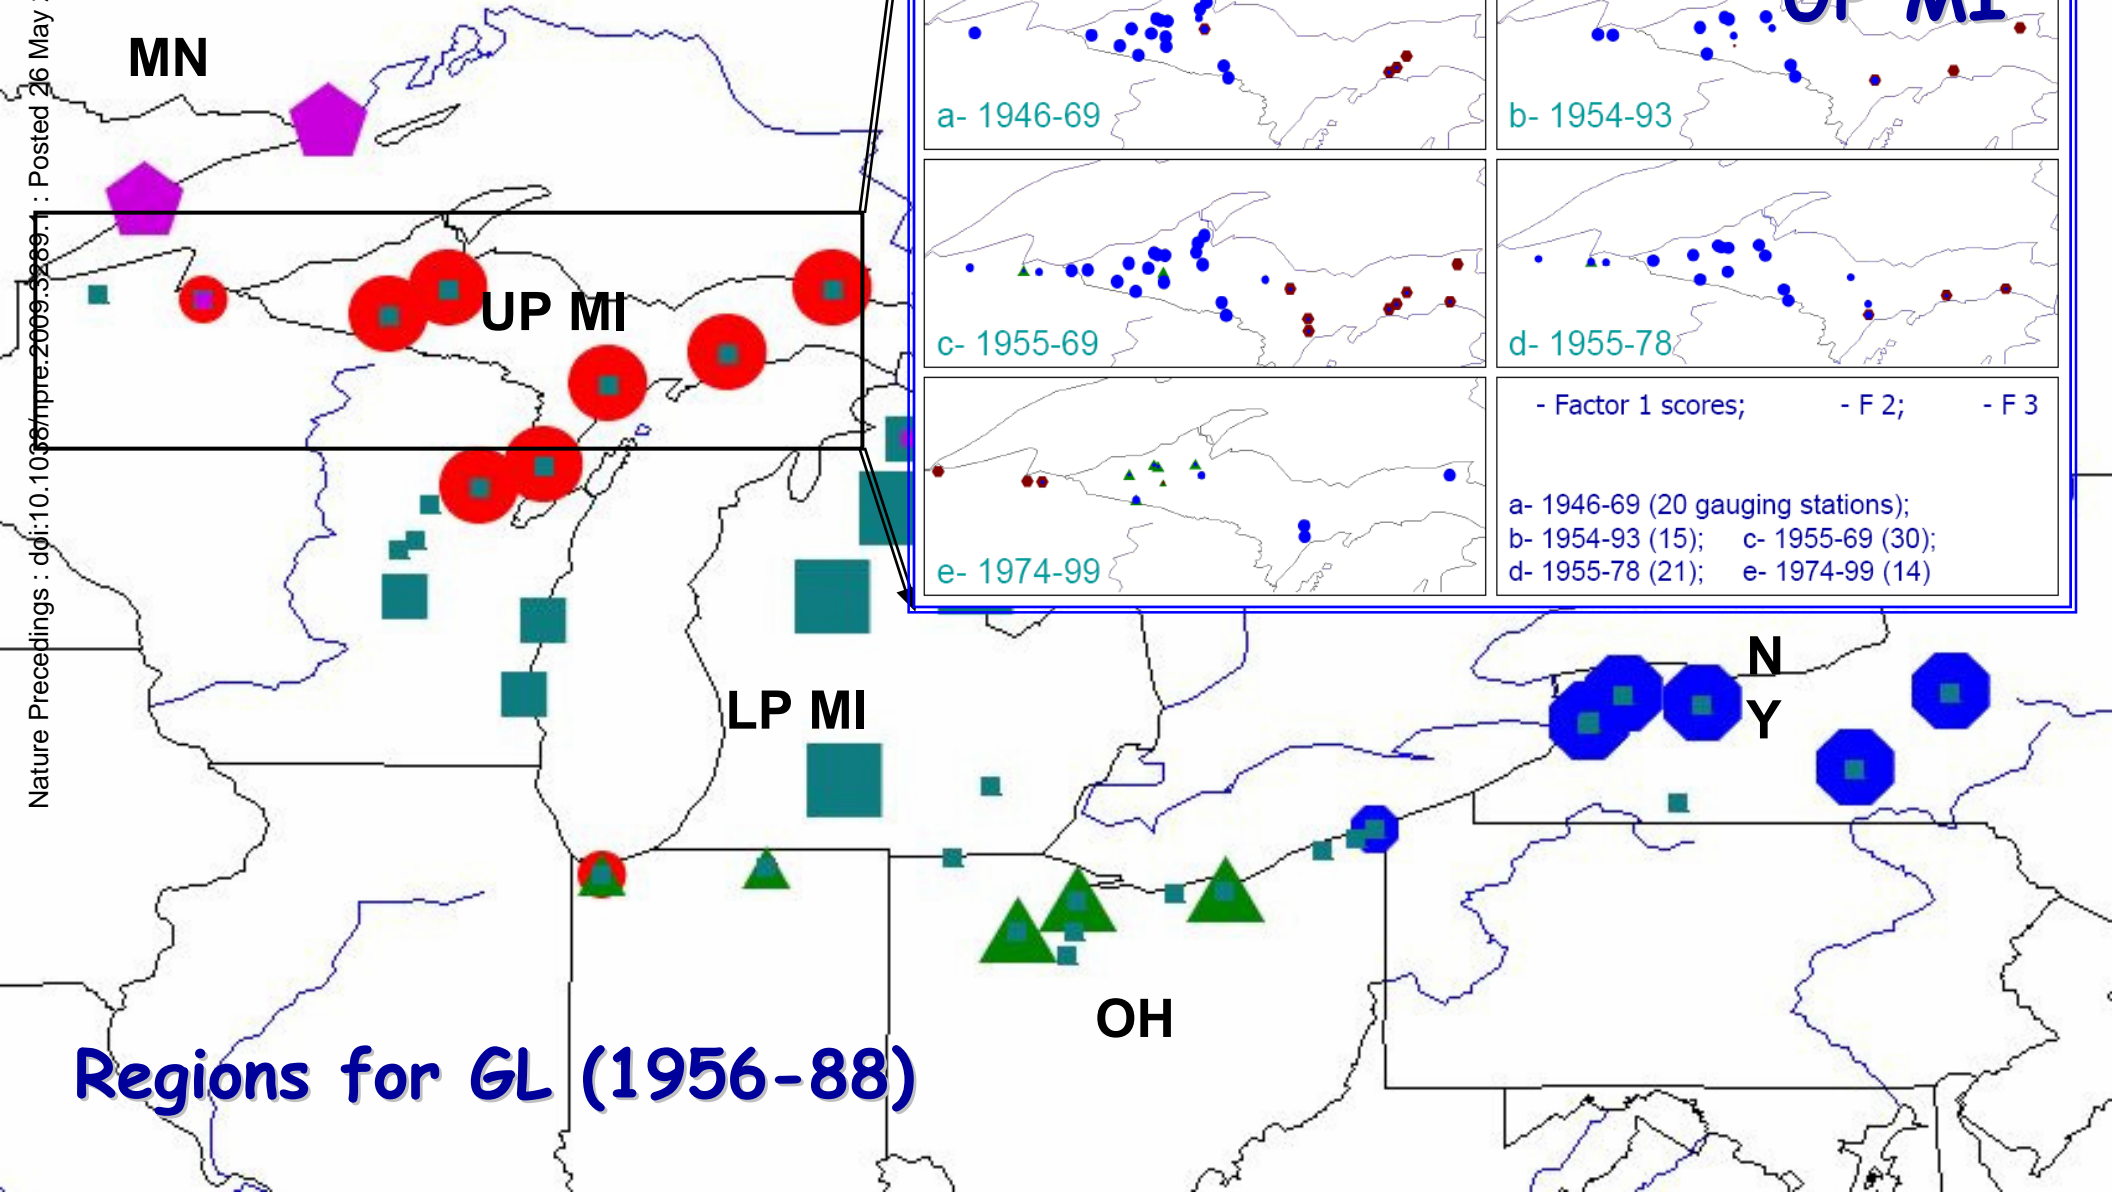 UP MI
MN
a- 1946-69
b- 1954-93
c- 1955-69
d- 1955-78
e- 1974-99
- Factor 1 scores; - F 2; - F 3
a- 1946-69 (20 gauging stations);
b- 1954-93 (15); c- 1955-69 (30);
d- 1955-78 (21); e- 1974-99 (14)
UP MI
LP MI
N
Y
OH
Regions for GL (1956-88)
Nature Precedings : doi:10.1038/npre.2009.3289.1 : Posted 26 May